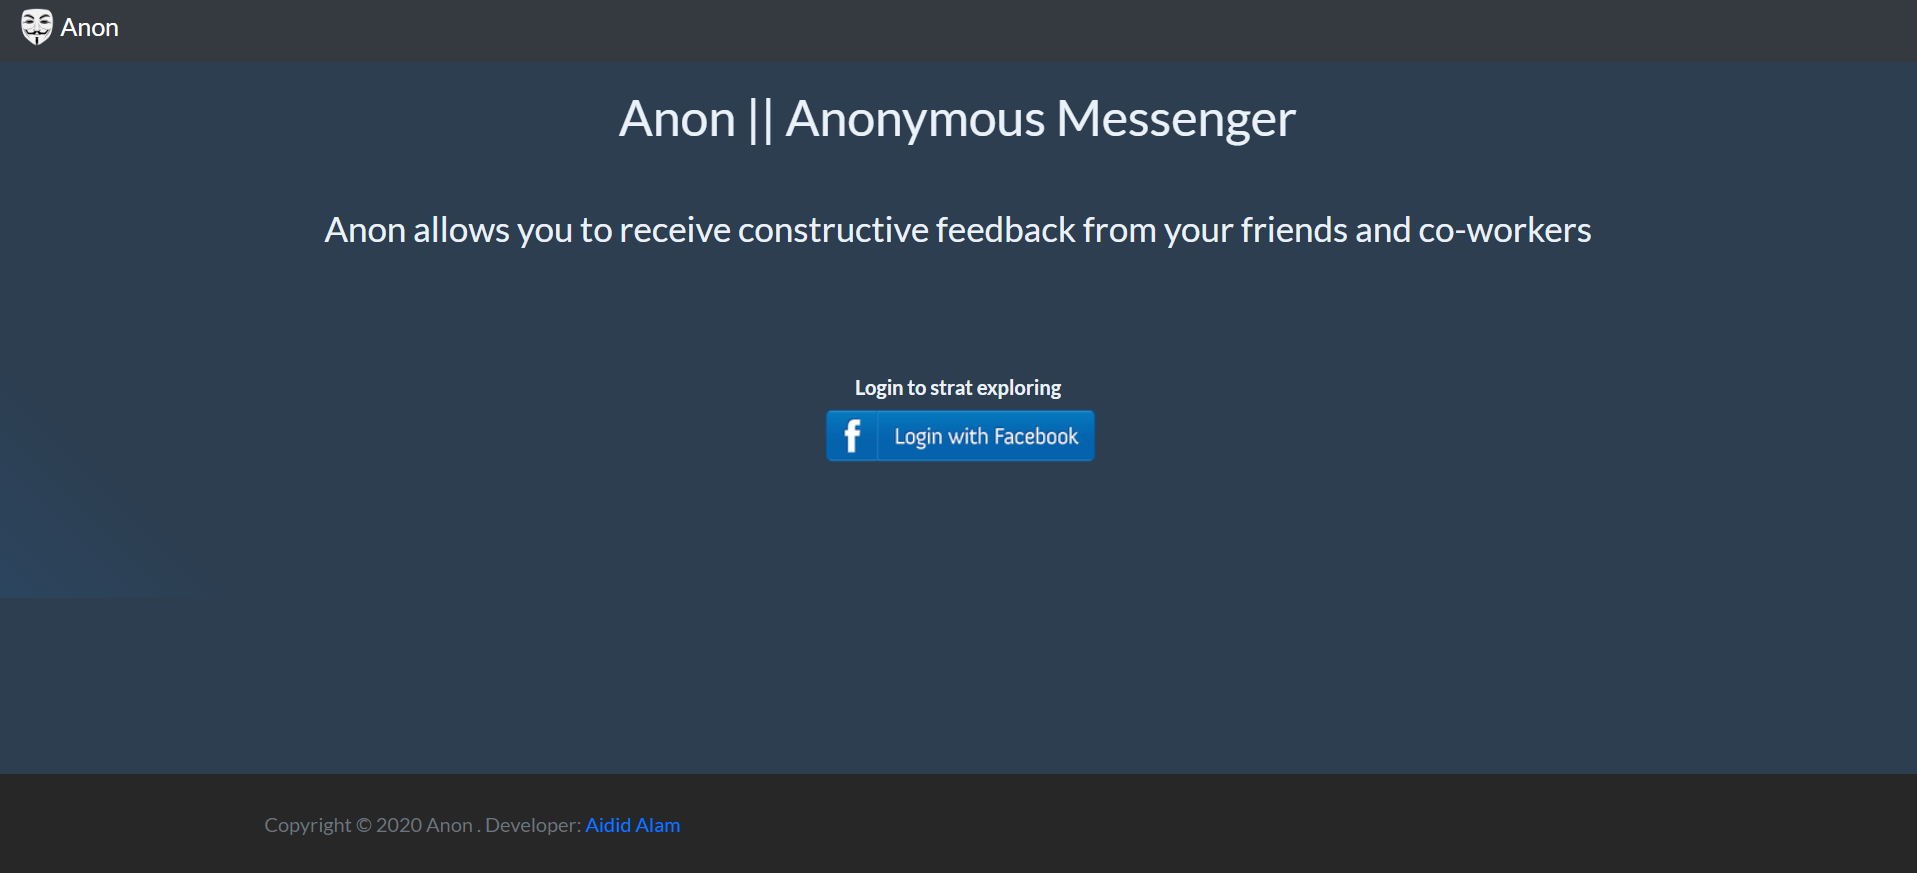 Anon
Anon || Anonymous Messenger
Anon allows you to receive constructive feedback from your friends and co-workers
Login to strat exploring
f Login with Facebook
Copyright © 2020 Anon . Developer: Aidid Alam